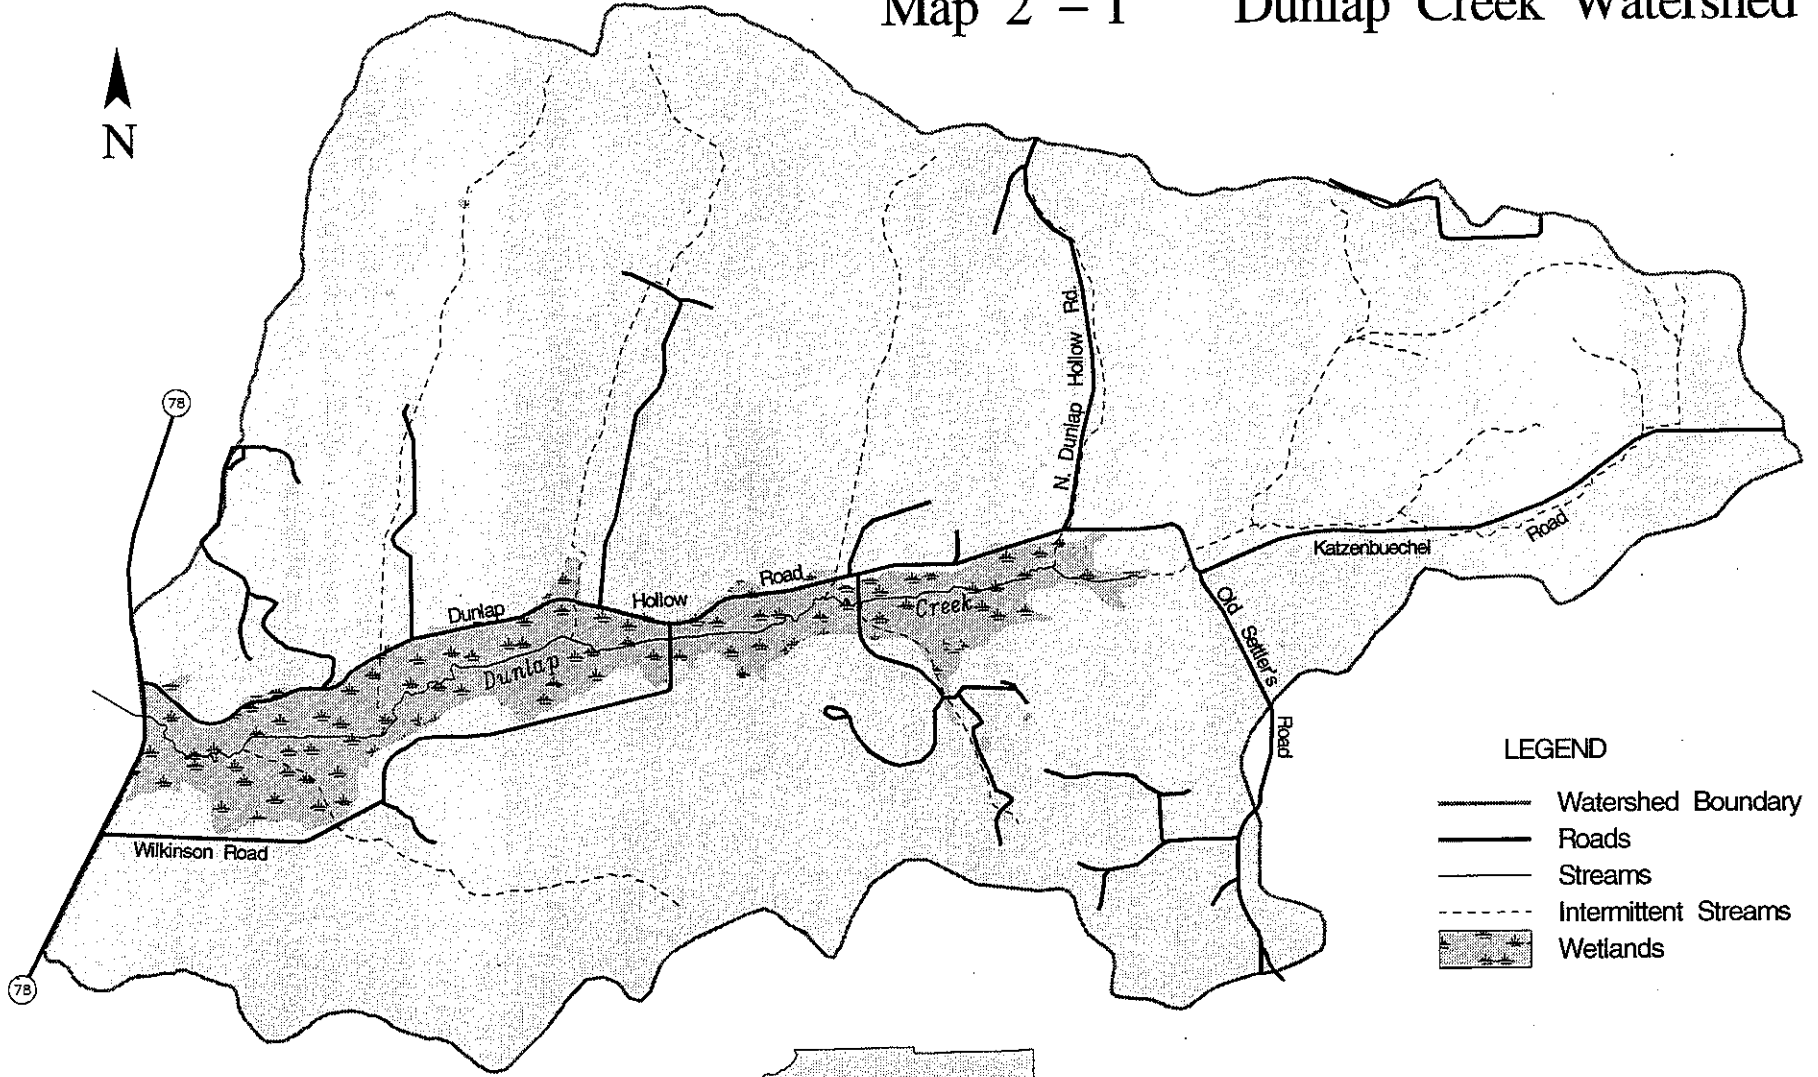 Map 2 - 1 Dunlap Creek Watershed
N
78
N. Dunlap Hollow Rd.
Dunlap Hollow Road
Katzenbuechel Road
Dunlap Creek
Old Settler's Road
Wilkinson Road
78
LEGEND
Watershed Boundary
Roads
Streams
Intermittent Streams
Wetlands